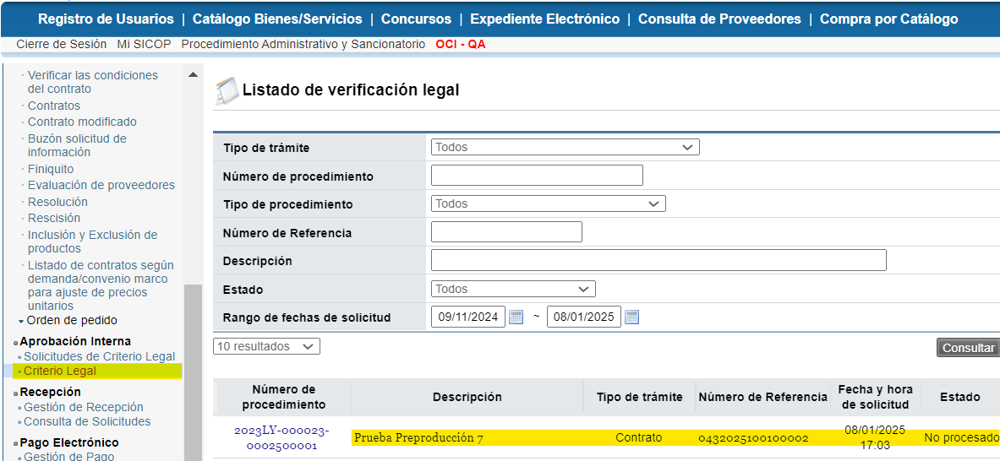 Registro de Usuarios | Catálogo Bienes/Servicios | Concursos | Expediente Electrónico | Consulta de Proveedores | Compra por Catálogo
Cierre de Sesión Mi SICOP Procedimiento Administrativo y Sancionatorio OCI - QA
· Verificar las condiciones
del contrato
· Contratos
· Contrato modificado
· Buzón solicitud de
información
· Finiquito
· Evaluación de proveedores
· Resolución
· Rescisión
· Inclusión y Exclusión de
productos
· Listado de contratos según
demanda/convenio marco
para ajuste de precios
unitarios
Orden de pedido
Aprobación Interna
Solicitudes de Criterio Legal
Criterio Legal
Recepción
Gestión de Recepción
Consulta de Solicitudes
Pago Electrónico
Gestión de Pago
Listado de verificación legal
Tipo de trámite Todos
Número de procedimiento
Tipo de procedimiento Todos
Número de Referencia
Descripción
Estado Todos
Rango de fechas de solicitud 09/11/2024 ~ 08/01/2025
10 resultados
Consultar
Número de procedimiento Descripción Tipo de trámite Número de Referencia Fecha y hora de solicitud Estado
2023LY-000023-
0002500001
Prueba Preproducción 7 Contrato 0432025100100002
08/01/2025
17:03
No procesado